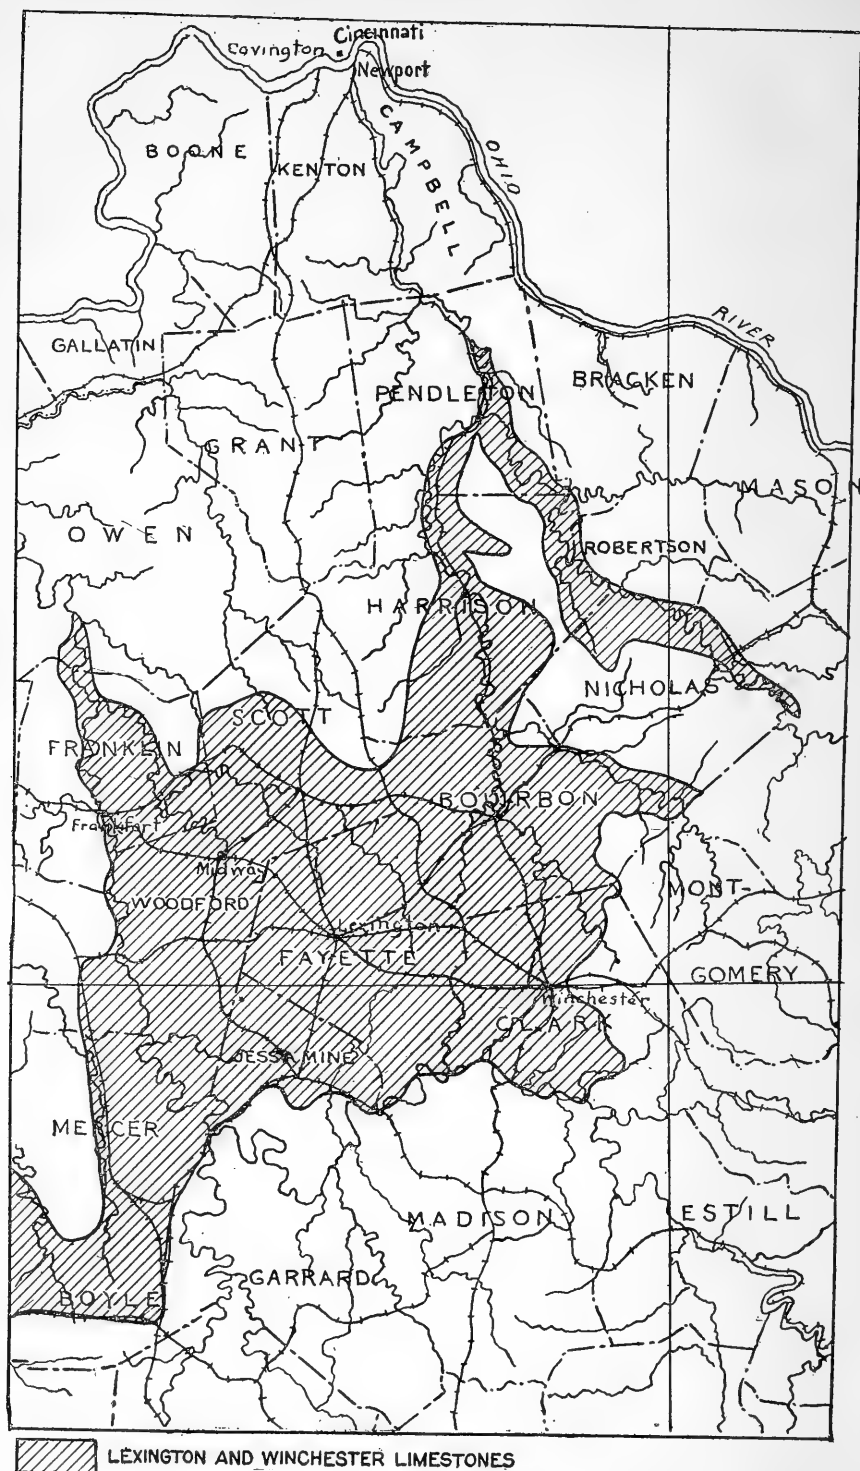 Cincinnati
Covington
Newport
CAMPBELL
BOONE
KENTON
OHIO
RIVER
GALLATIN
PENDLETON
BRACKEN
GRANT
MASON
OWEN
ROBERTSON
HARRISON
NICHOLAS
SCOTT
FRANKLIN
BOURBON
Frankfort
Midway
MONT-
WOODFORD
Lexington
FAYETTE
GOMERY
Winchester
CLARK
JESSAMINE
MERCER
MADISON
ESTILL
GARRARD
BOYLE
LEXINGTON AND WINCHESTER LIMESTONES